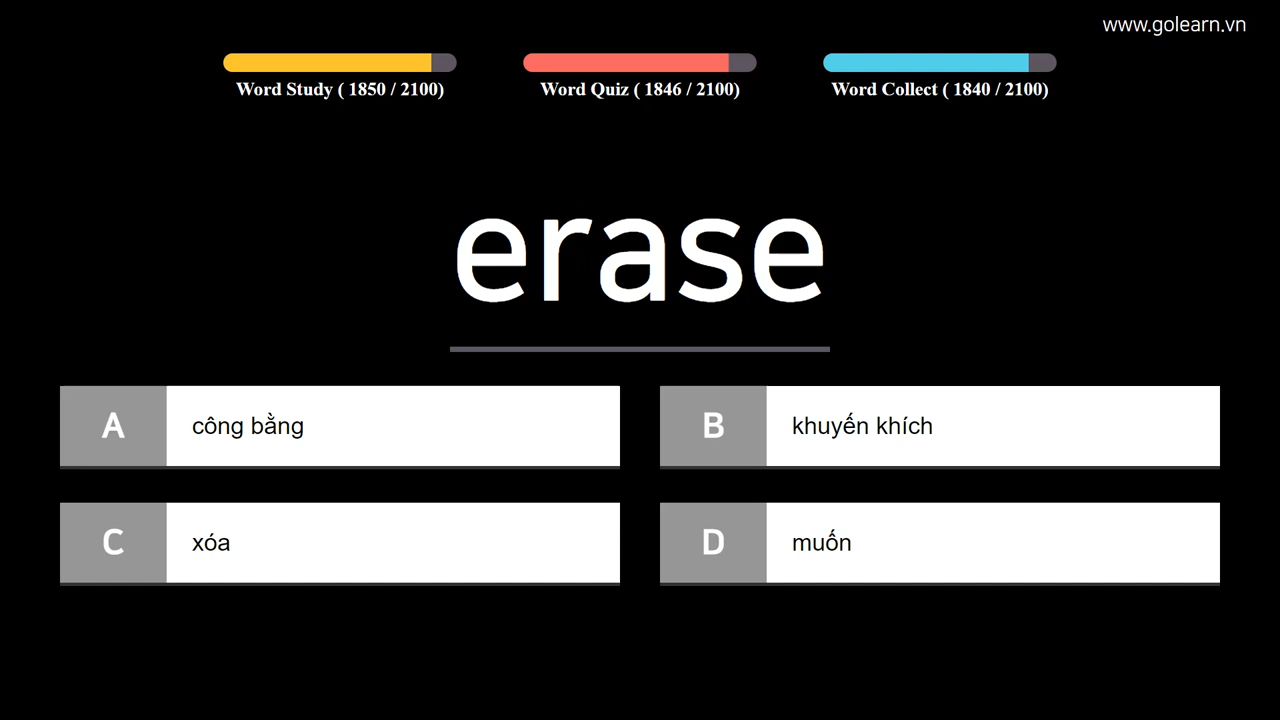 www.golearn.vn
Word Study ( 1850 / 2100)
Word Quiz ( 1846 / 2100)
Word Collect ( 1840 / 2100)
erase
A công bằng
B khuyến khích
C xóa
D muốn